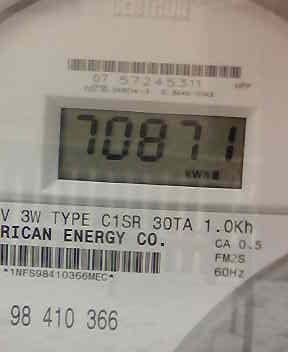 07 57245311
70871
KWH
V 3W TYPE C1SR 30TA 1.0Kh
RICAN ENERGY CO.
CA 0.5
FM2S
60HZ
*1NFS98410366MEC*
98 410 366